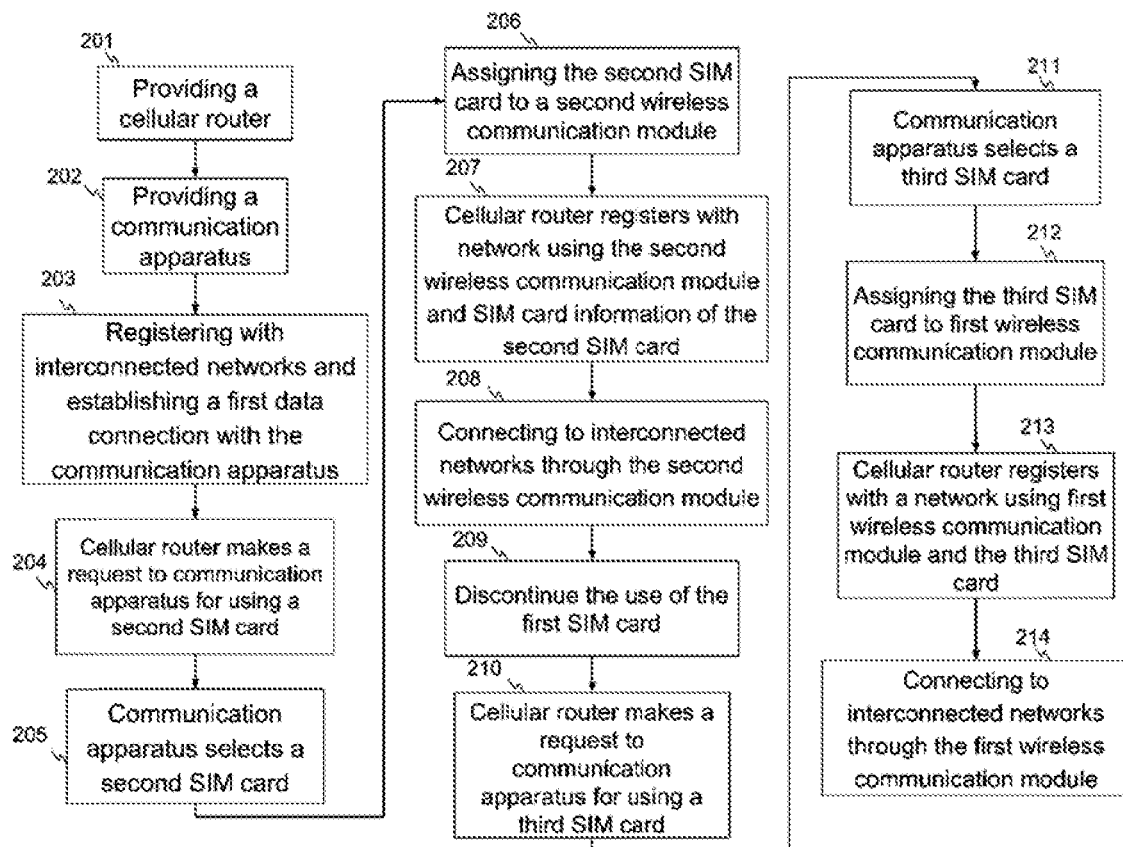 201
Providing a
cellular router
202
Providing a
communication
apparatus
203
Registering with
interconnected networks and
establishing a first data
connection with the
communication apparatus
204
Cellular router makes a
request to communication
apparatus for using a
second SIM card
205
Communication
apparatus selects a
second SIM card
206
Assigning the second SIM
card to a second wireless
communication module
207
Cellular router registers with
network using the second
wireless communication module
and SIM card information of the
second SIM card
208
Connecting to interconnected
networks through the second
wireless communication module
209
Discontinue the use of
the first SIM card
210
Cellular router makes a
request to
communication
apparatus for using a
third SIM card
211
Communication
apparatus selects a
third SIM card
212
Assigning the third SIM
card to first wireless
communication module
213
Cellular router registers
with a network using first
wireless communication
module and the third SIM
card
214
Connecting to
interconnected networks
through the first wireless
communication module